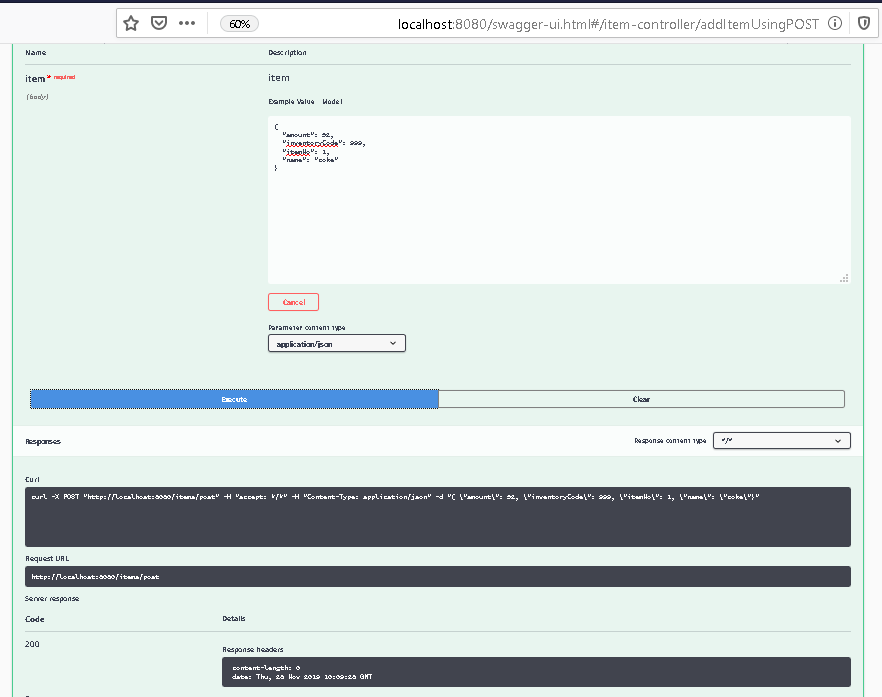 60%
localhost:8080/swagger-ui.html#/item-controller/addItemUsingPOST
Name Description
item * required item
(body)
Example Value Model
{
"amount": 92,
"inventoryCode": 999,
"itemNo": 1,
"name": "coke"
}
Cancel
Parameter content type
application/json
Execute Clear
Responses Response content type */*
Curl
curl -X POST "http://localhost:8080/items/post" -H "accept: */*" -H "Content-Type: application/json" -d "{ \"amount\": 92, \"inventoryCode\": 999, \"itemNo\": 1, \"name\": \"coke\"}"
Request URL
http://localhost:8080/items/post
Server response
Code Details
200
Response headers
content-length: 0
date: Thu, 28 Nov 2019 10:09:28 GMT